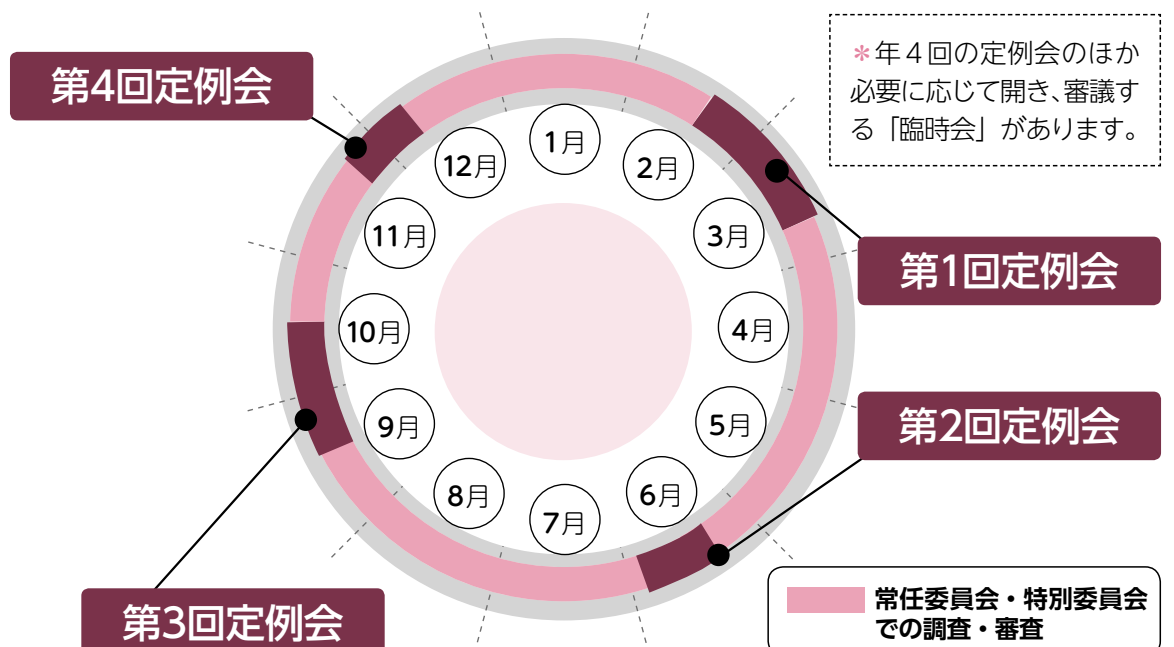 第4回定例会
*年4回の定例会のほか
必要に応じて開き、審議す
る「臨時会」があります。
1月
2月
3月
4月
5月
6月
7月
8月
9月
10月
11月
12月
第1回定例会
第2回定例会
第3回定例会
常任委員会・特別委員会
での調査・審査